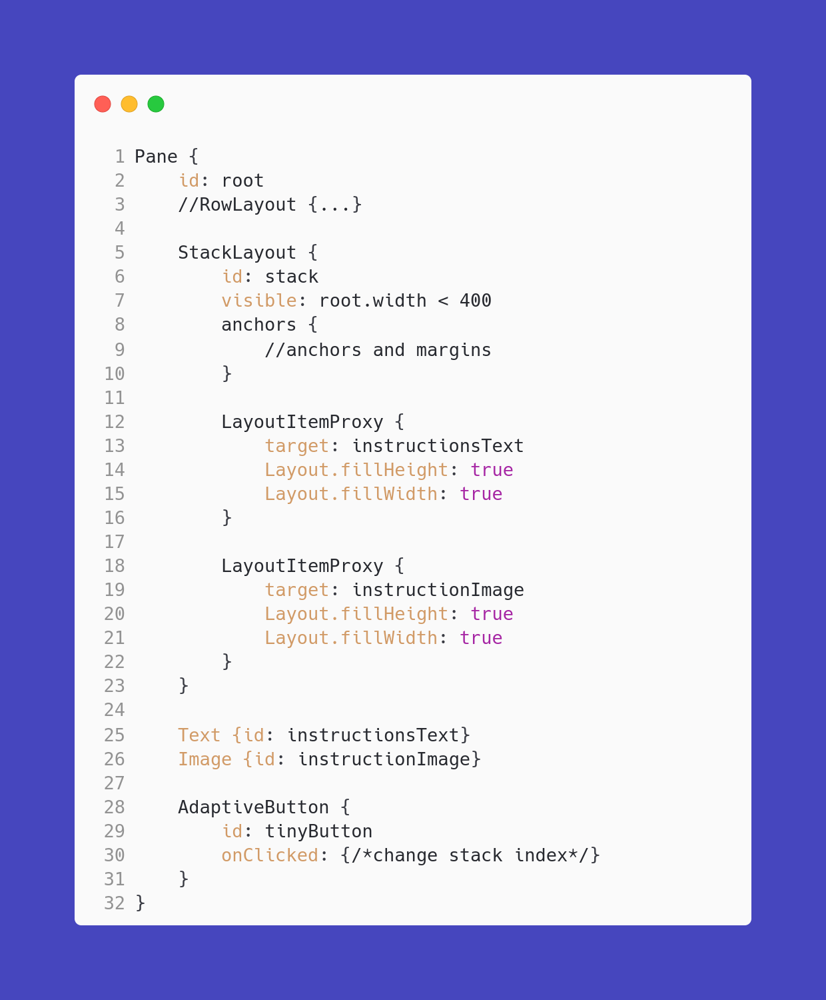 1 Pane {
2     id: root
3     //RowLayout {...}
4
5     StackLayout {
6         id: stack
7         visible: root.width < 400
8         anchors {
9             //anchors and margins
10         }
11
12         LayoutItemProxy {
13             target: instructionsText
14             Layout.fillHeight: true
15             Layout.fillWidth: true
16         }
17
18         LayoutItemProxy {
19             target: instructionImage
20             Layout.fillHeight: true
21             Layout.fillWidth: true
22         }
23     }
24
25     Text {id: instructionsText}
26     Image {id: instructionImage}
27
28     AdaptiveButton {
29         id: tinyButton
30         onClicked: {/*change stack index*/}
31     }
32 }